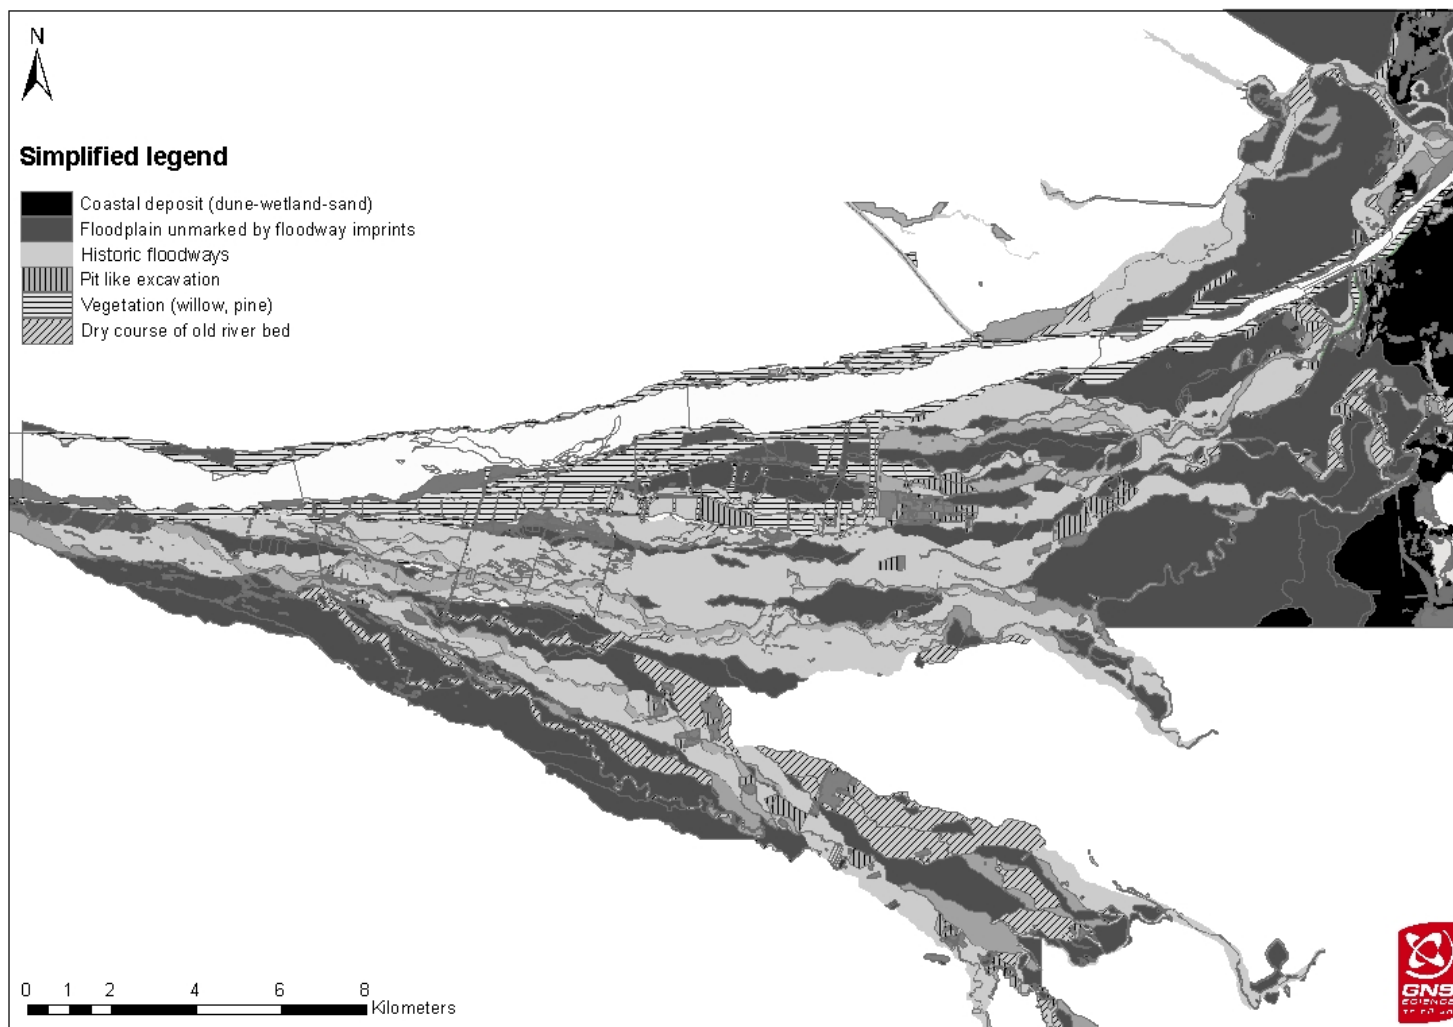 N
Simplified legend
Coastal deposit (dune-wetland-sand)
Floodplain unmarked by floodway imprints
Historic floodways
Pit like excavation
Vegetation (willow, pine)
Dry course of old river bed
0 1 2 4 6 8
Kilometers
GNS
SCIENCE